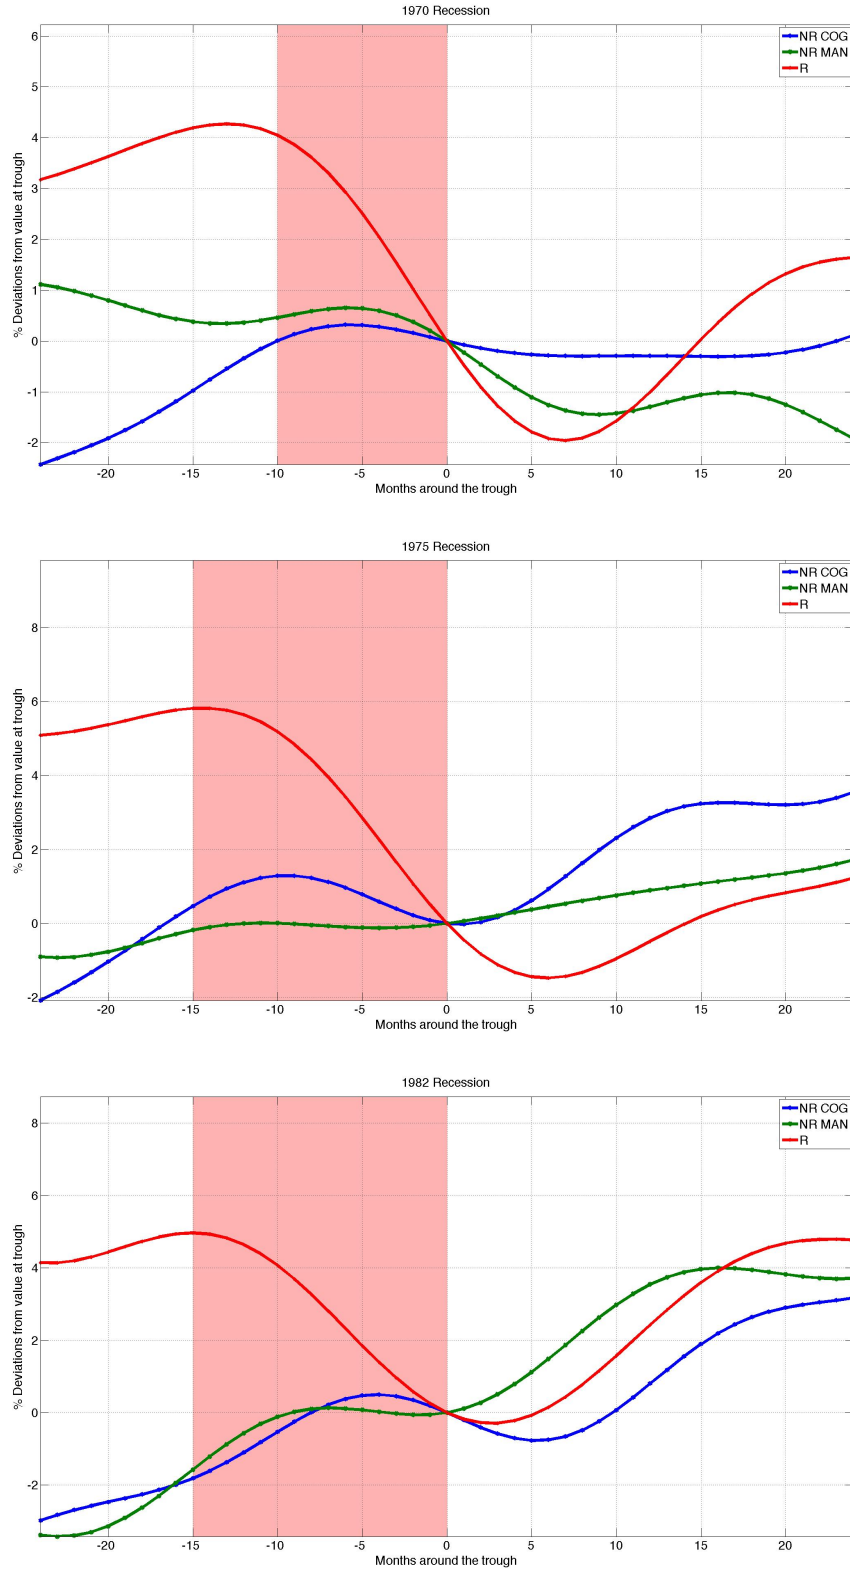 1970 Recession
NR COG
NR MAN
R
6
5
4
3
2
1
0
-1
-2
% Deviations from value at trough
-20 -15 -10 -5 0 5 10 15 20
Months around the trough
1975 Recession
NR COG
NR MAN
R
8
6
4
2
0
-2
% Deviations from value at trough
-20 -15 -10 -5 0 5 10 15 20
Months around the trough
1982 Recession
NR COG
NR MAN
R
8
6
4
2
0
-2
% Deviations from value at trough
-20 -15 -10 -5 0 5 10 15 20
Months around the trough